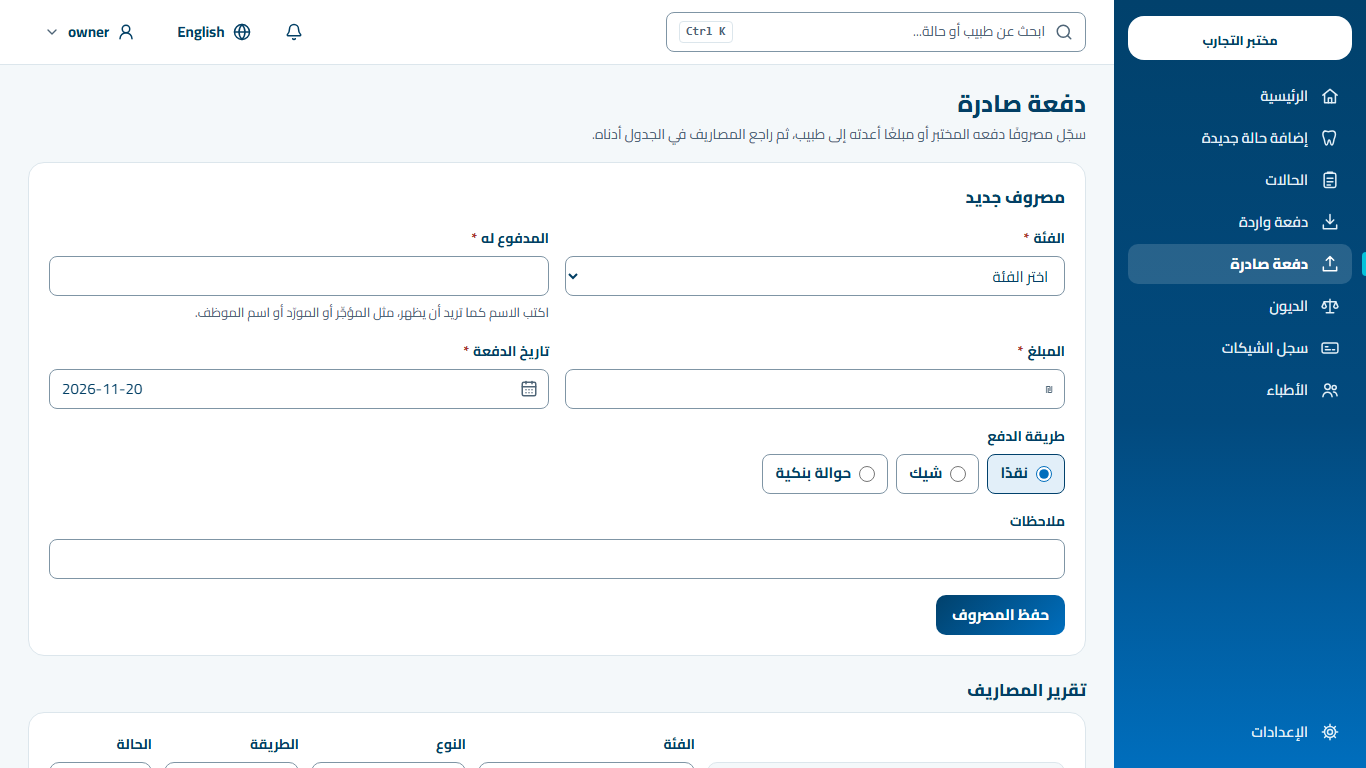 مختبر التجارب
الرئيسية
إضافة حالة جديدة
الحالات
دفعة واردة
دفعة صادرة
الديون
سجل الشيكات
الأطباء
الإعدادات
ابحث عن طبيب أو حالة...
Ctrl K
English
owner
دفعة صادرة
سجّل مصروفًا دفعه المختبر أو مبلغًا أعدته إلى طبيب، ثم راجع المصاريف في الجدول أدناه.
مصروف جديد
الفئة *
اختر الفئة
المدفوع له *
اكتب الاسم كما تريد أن يظهر، مثل المؤجّر أو المورّد أو اسم الموظف.
المبلغ *
₪
تاريخ الدفعة *
2026-11-20
طريقة الدفع
نقدًا
شيك
حوالة بنكية
ملاحظات
حفظ المصروف
تقرير المصاريف
الفئة
النوع
الطريقة
الحالة